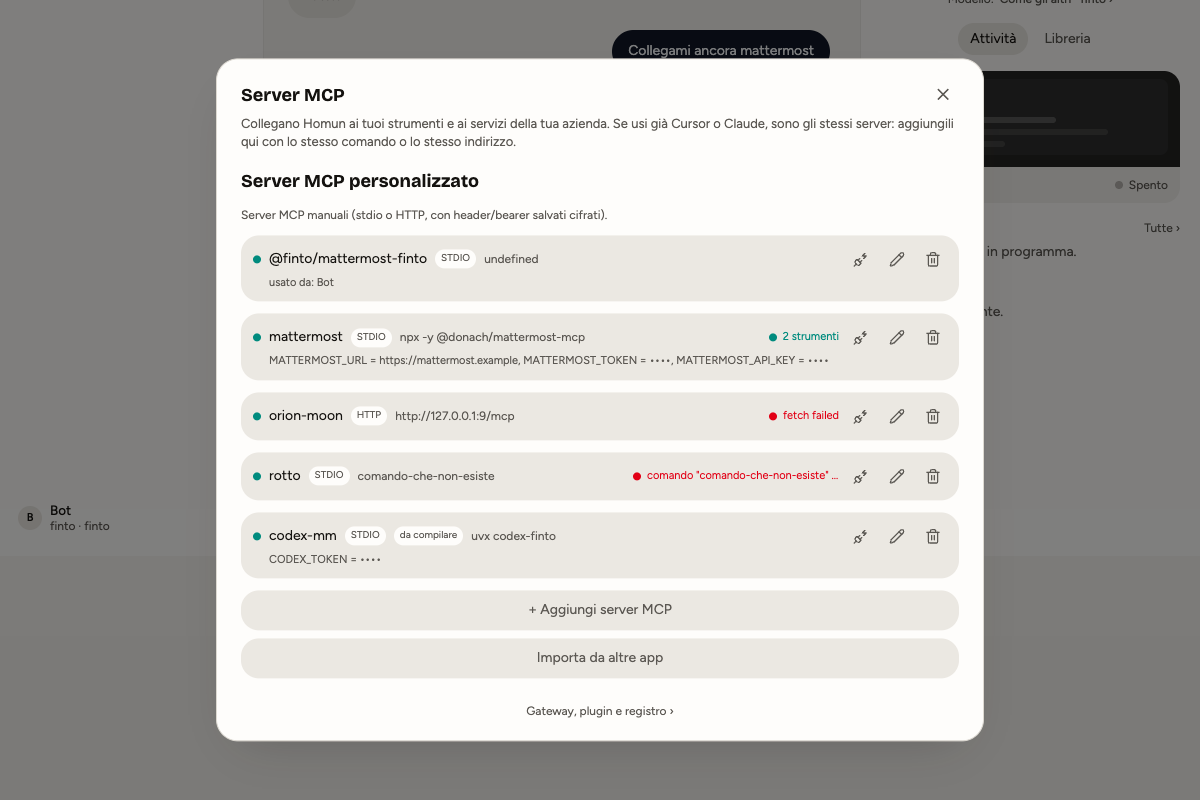 Collegami ancora mattermost
Attività
Libreria
Server MCP
Collegano Homun ai tuoi strumenti e ai servizi della tua azienda. Se usi già Cursor o Claude, sono gli stessi server: aggiungili
qui con lo stesso comando o lo stesso indirizzo.
Server MCP personalizzato
Server MCP manuali (stdio o HTTP, con header/bearer salvati cifrati).
Spento
Tutte ›
in programma.
@finto/mattermost-finto STDIO undefined
usato da: Bot
mattermost STDIO npx -y @donach/mattermost-mcp 2 strumenti
MATTERMOST_URL = https://mattermost.example, MATTERMOST_TOKEN = ••••, MATTERMOST_API_KEY = ••••
orion-moon HTTP http://127.0.0.1:9/mcp fetch failed
rotto STDIO comando-che-non-esiste comando "comando-che-non-esiste" ...
codex-mm STDIO da compilare uvx codex-finto
CODEX_TOKEN = ••••
B
Bot
finto · finto
+ Aggiungi server MCP
Importa da altre app
Gateway, plugin e registro ›